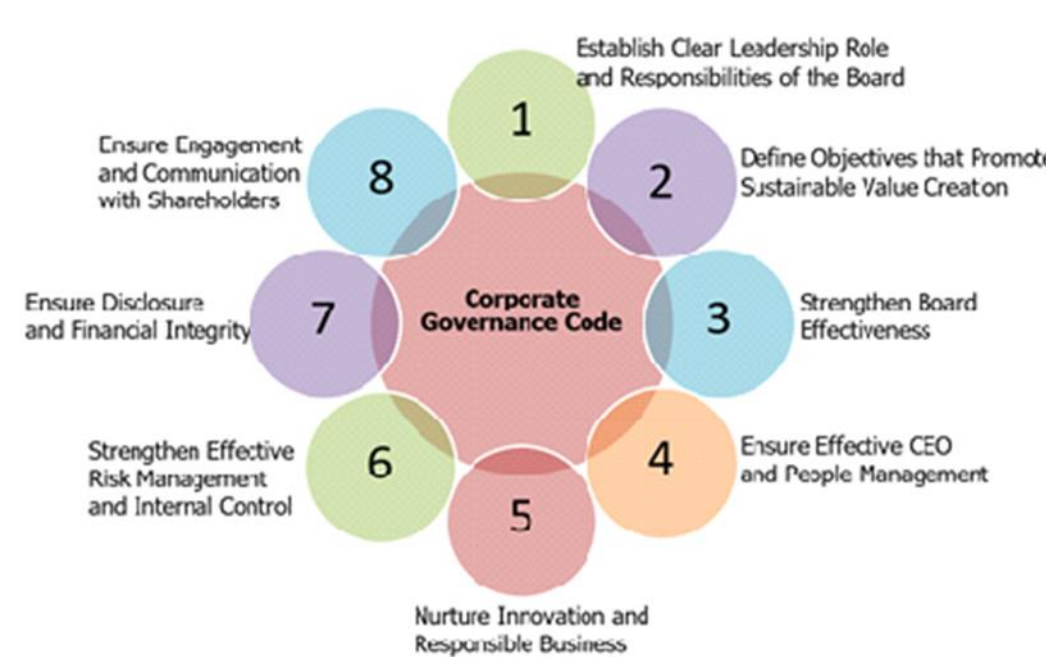 1
Establish Clear Leadership Role
and Responsibilities of the Board
2
Define Objectives that Promote
Sustainable Value Creation
3
Strengthen Board
Effectiveness
4
Ensure Effective CEO
and People Management
5
Nurture Innovation and
Responsible Business
6
Strengthen Effective
Risk Management
and Internal Control
7
Ensure Disclosure
and Financial Integrity
8
Ensure Engagement
and Communication
with Shareholders
Corporate
Governance Code